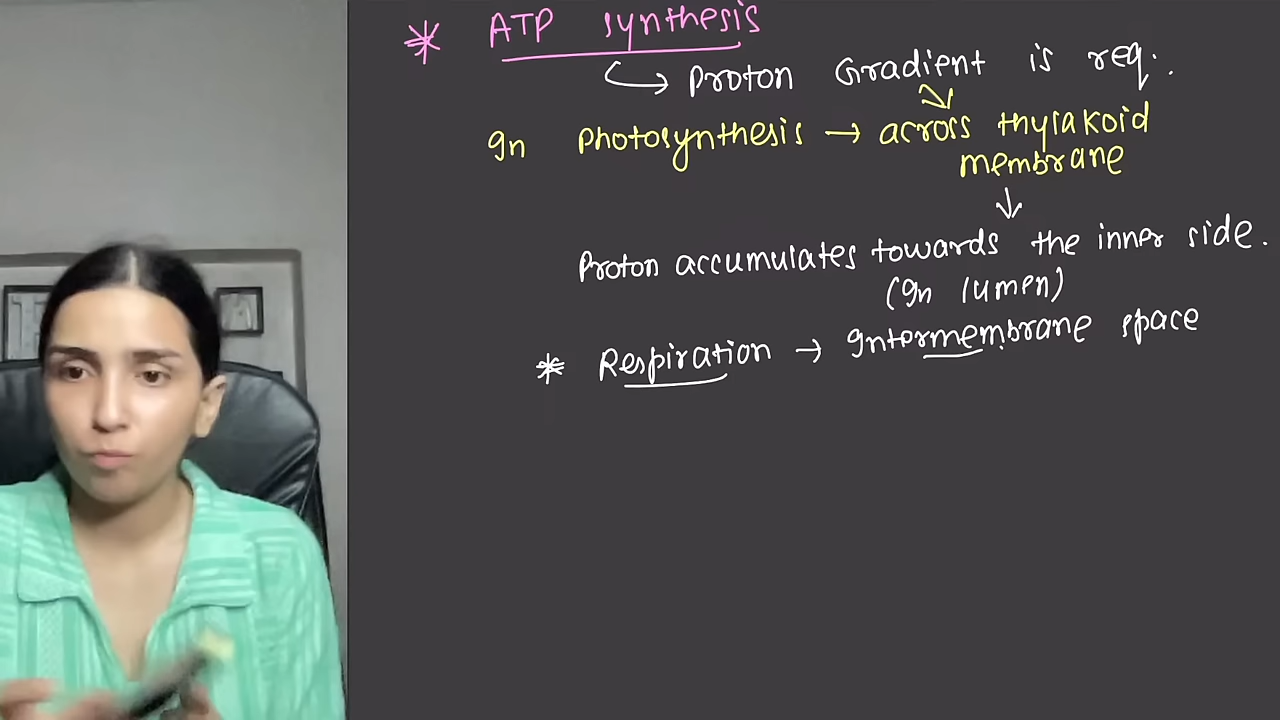 * ATP synthesis
↳ Proton Gradient is req.
In Photosynthesis → across thylakoid
membrane
↓
Proton accumulates towards the inner side.
(In lumen)
* Respiration → Intermembrane space